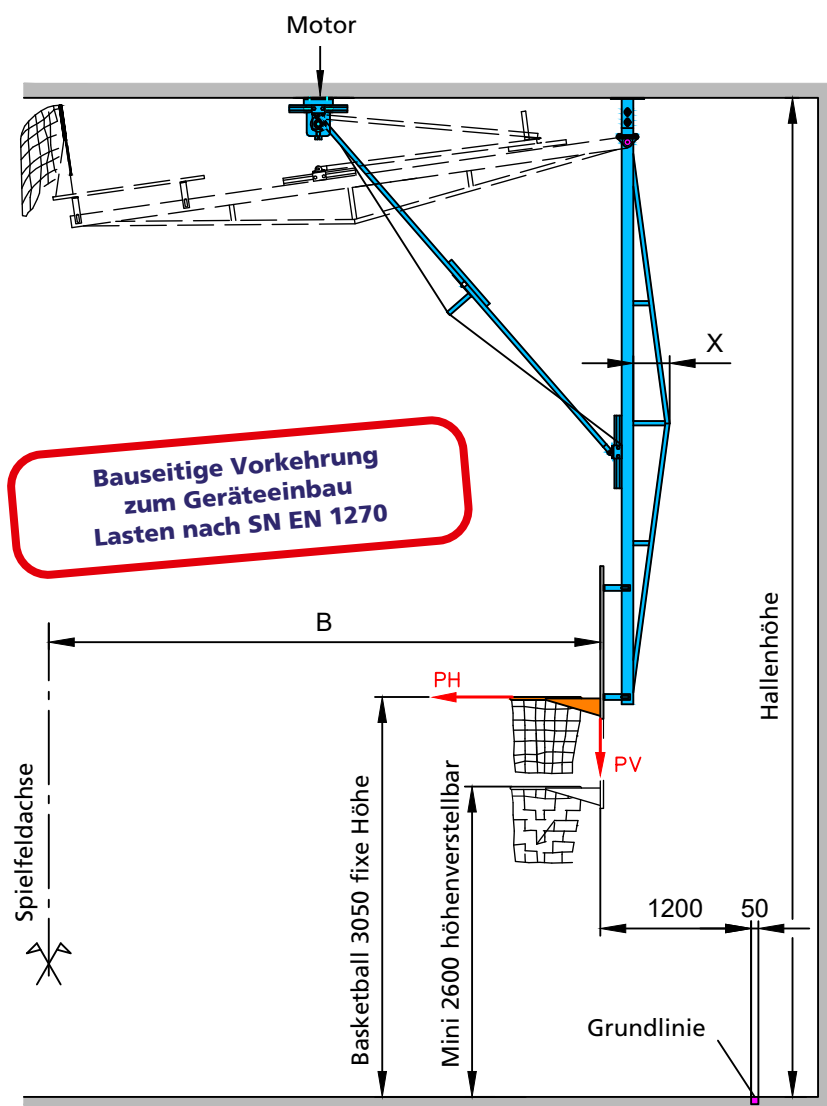 Motor
X
Bauseitige Vorkehrung
zum Geräteeinbau
Lasten nach SN EN 1270
B
PH
PV
Hallenhöhe
Spielfeldachse
Basketball 3050 fixe Höhe
Mini 2600 höhenverstellbar
1200
50
Grundlinie